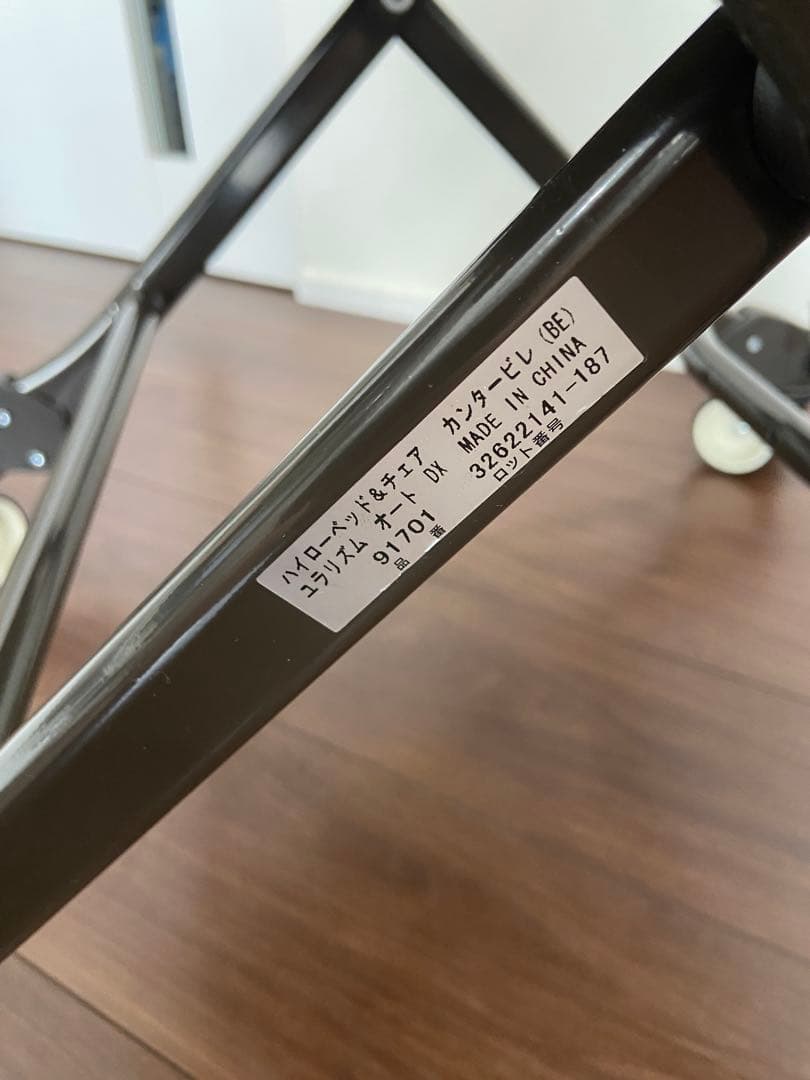 ハイローベッド&チェア カンタービレ (BE)
ユラリズム オート DX MADE IN CHINA
91701 32622141-187
品番 ロット番号